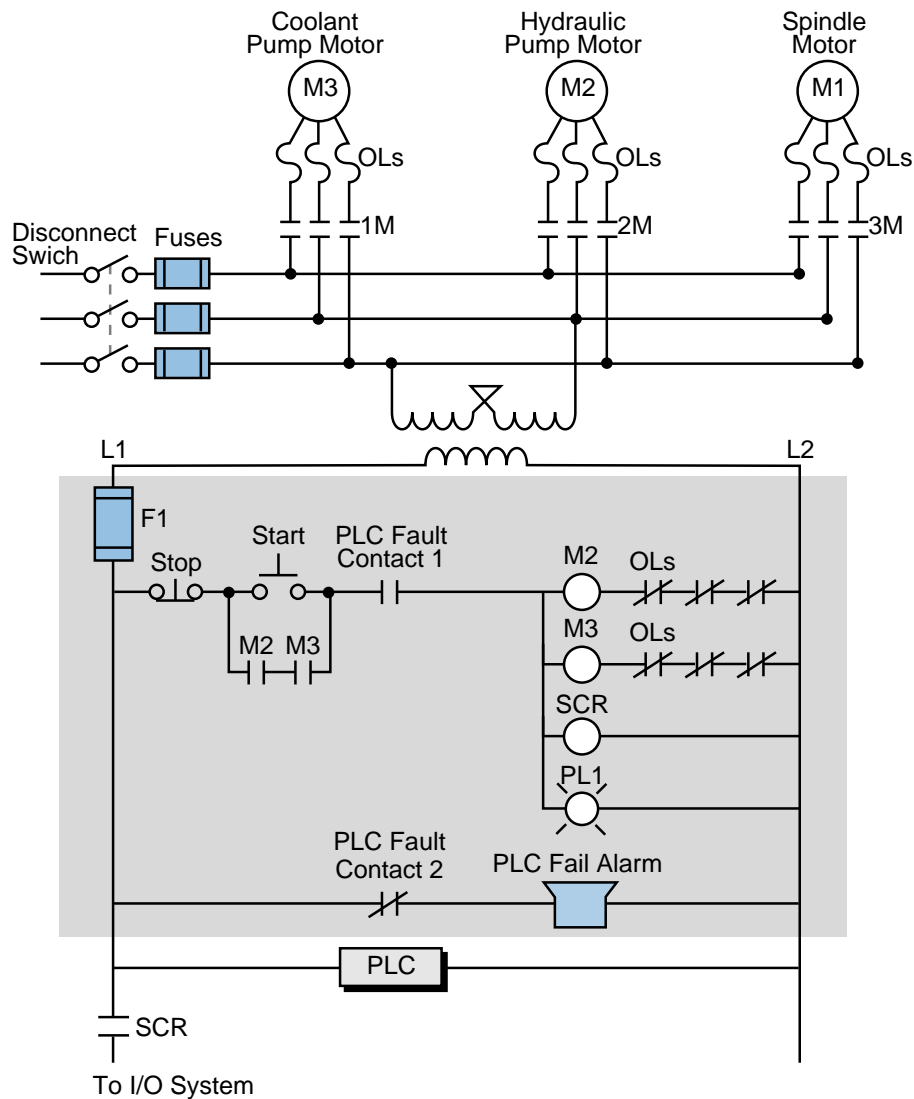 Coolant
Pump Motor
Hydraulic
Pump Motor
Spindle
Motor
M3
M2
M1
OLs
OLs
OLs
1M
2M
3M
Disconnect
Swich
Fuses
L1
L2
F1
Stop
Start
PLC Fault
Contact 1
M2
OLs
M2
M3
M3
OLs
SCR
PL1
PLC Fault
Contact 2
PLC Fail Alarm
PLC
SCR
To I/O System